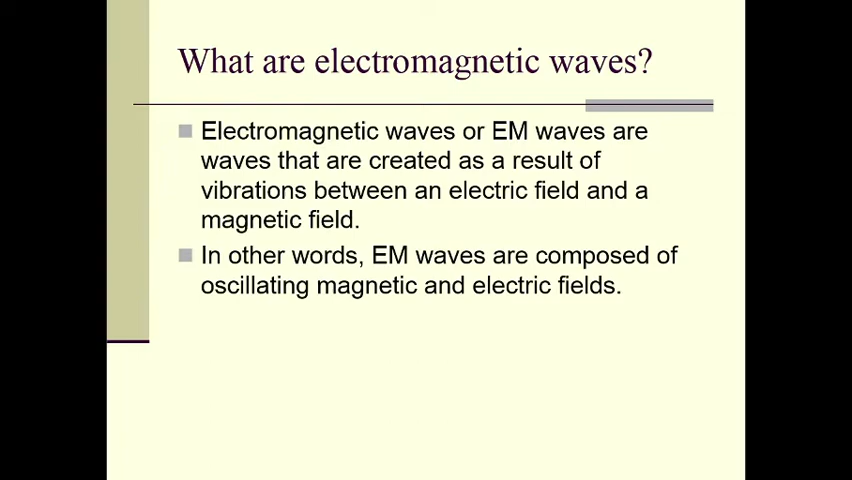 What are electromagnetic waves?
Electromagnetic waves or EM waves are
waves that are created as a result of
vibrations between an electric field and a
magnetic field.
In other words, EM waves are composed of
oscillating magnetic and electric fields.